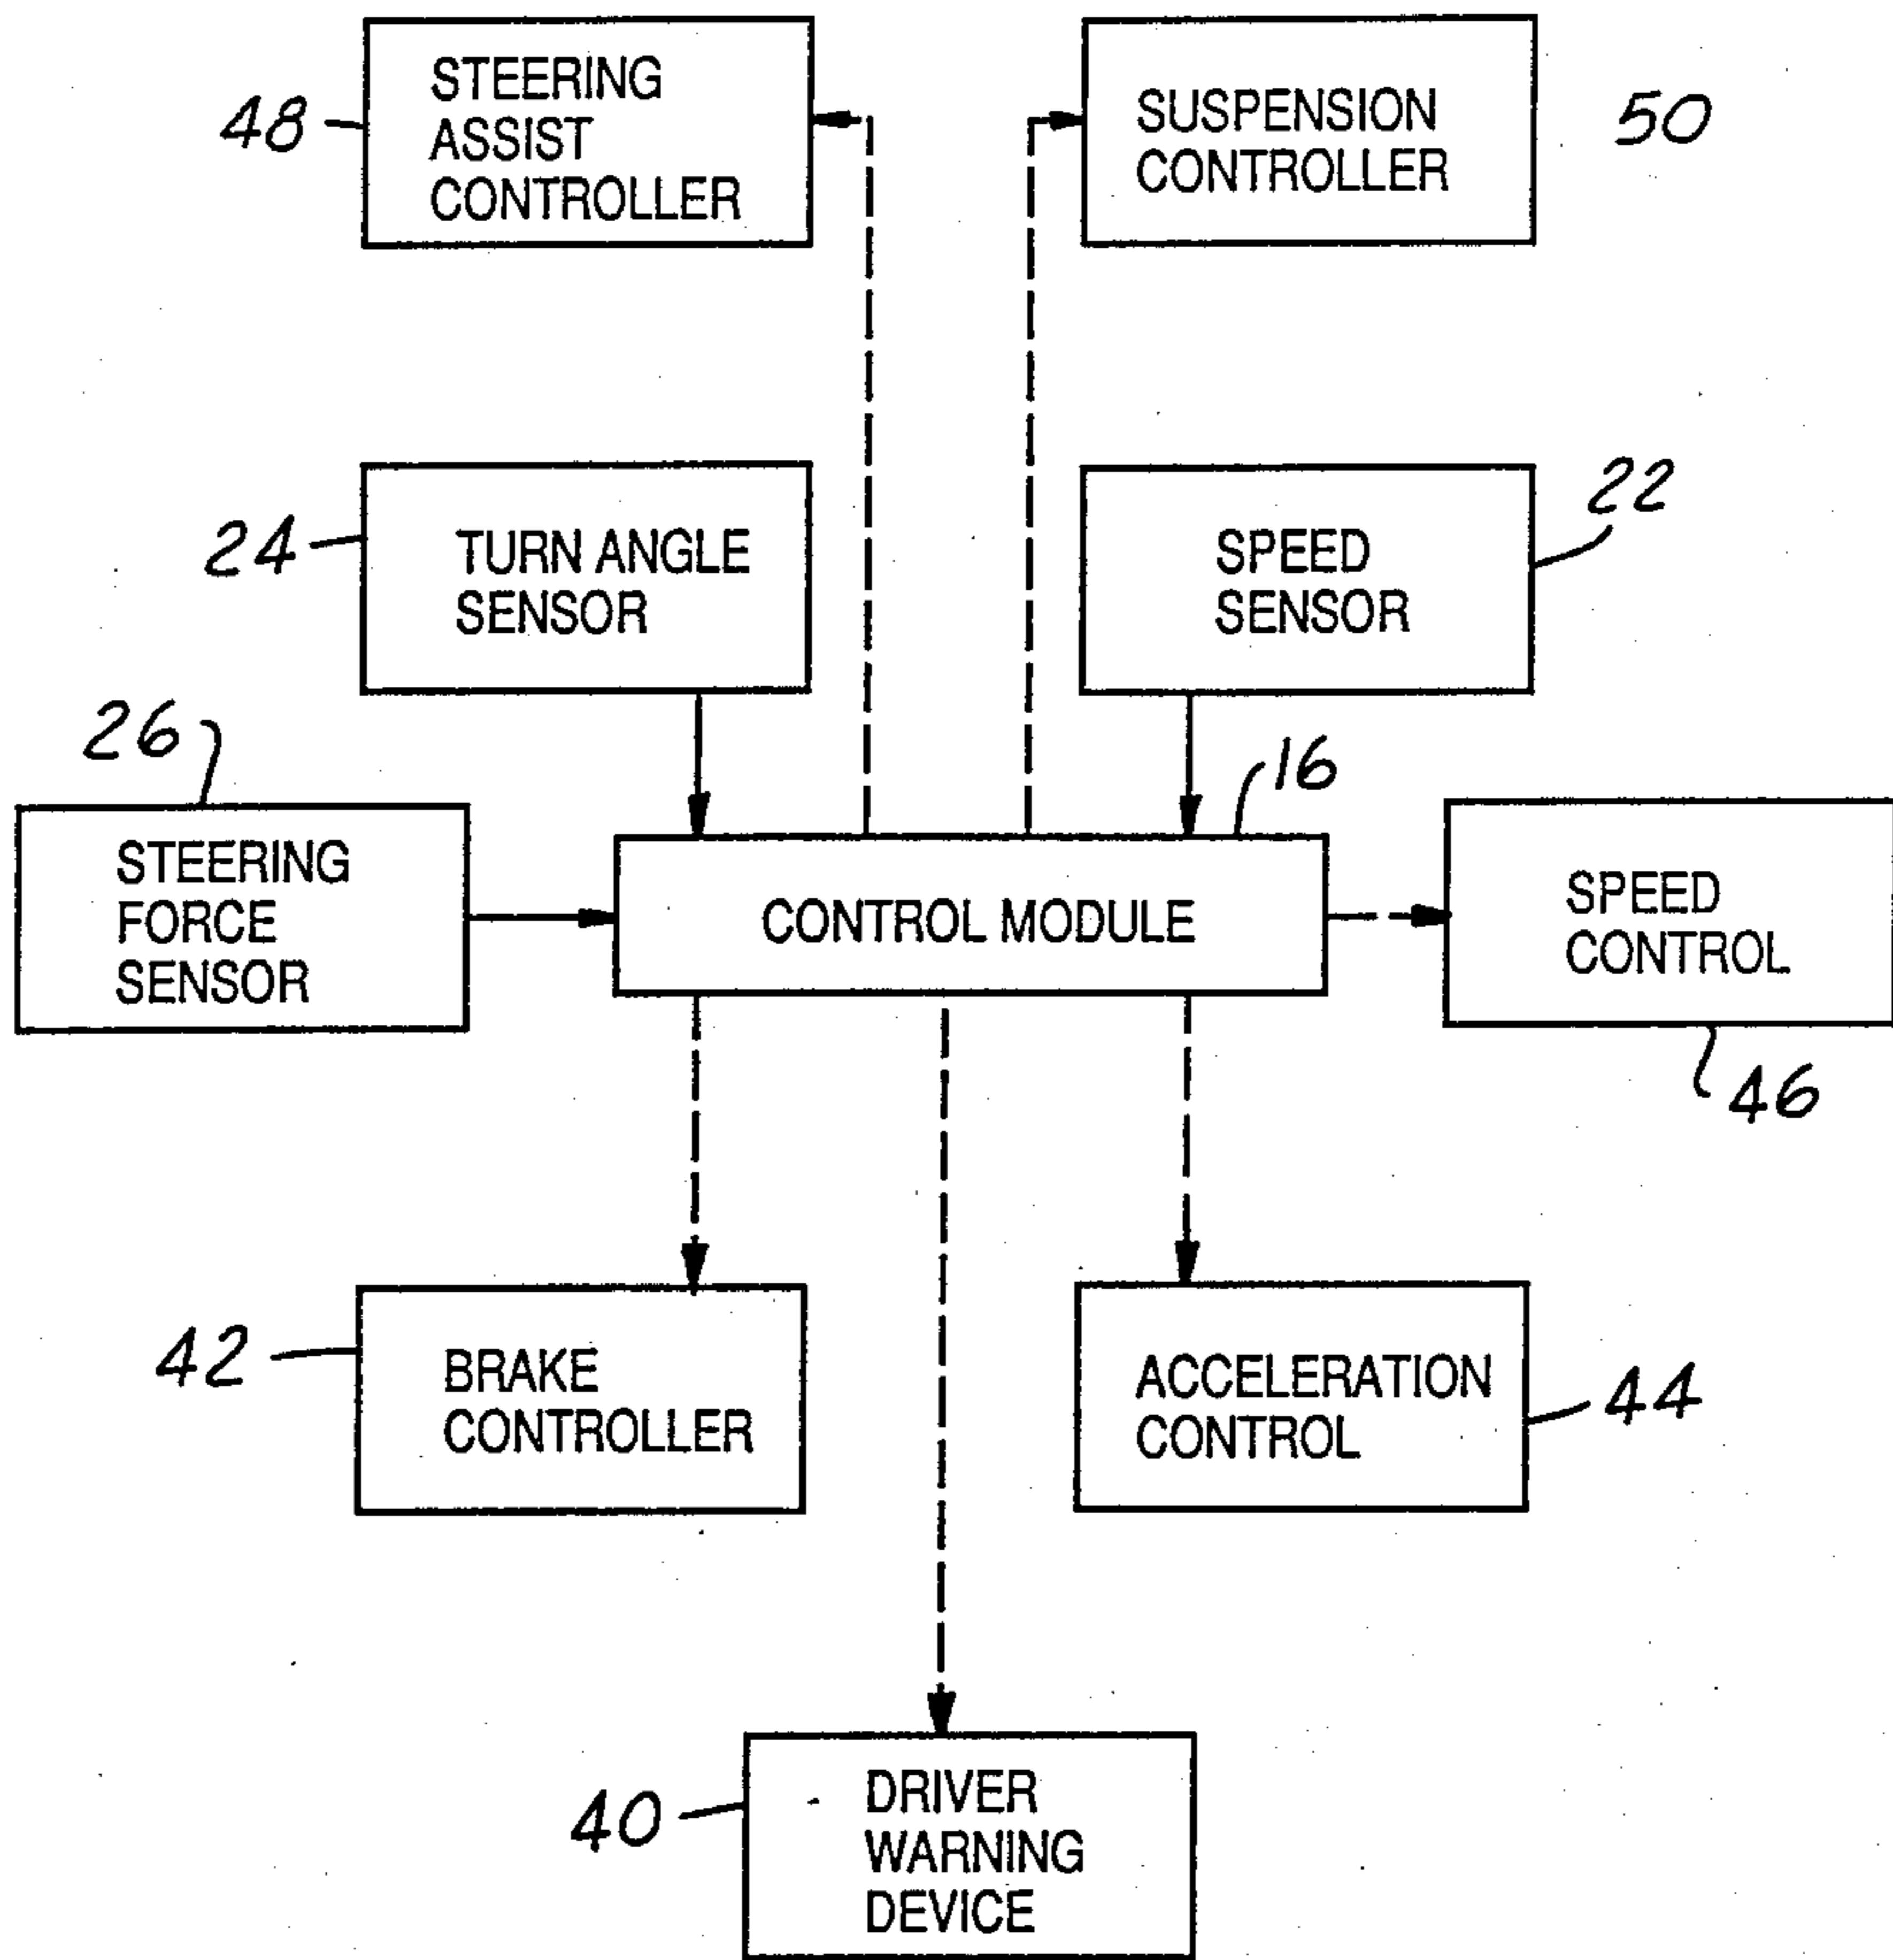 48
STEERING
ASSIST
CONTROLLER
SUSPENSION
CONTROLLER
50
24
TURN ANGLE
SENSOR
SPEED
SENSOR
22
26
STEERING
FORCE
SENSOR
16
CONTROL MODULE
SPEED
CONTROL
46
42
BRAKE
CONTROLLER
ACCELERATION
CONTROL
44
40
DRIVER
WARNING
DEVICE